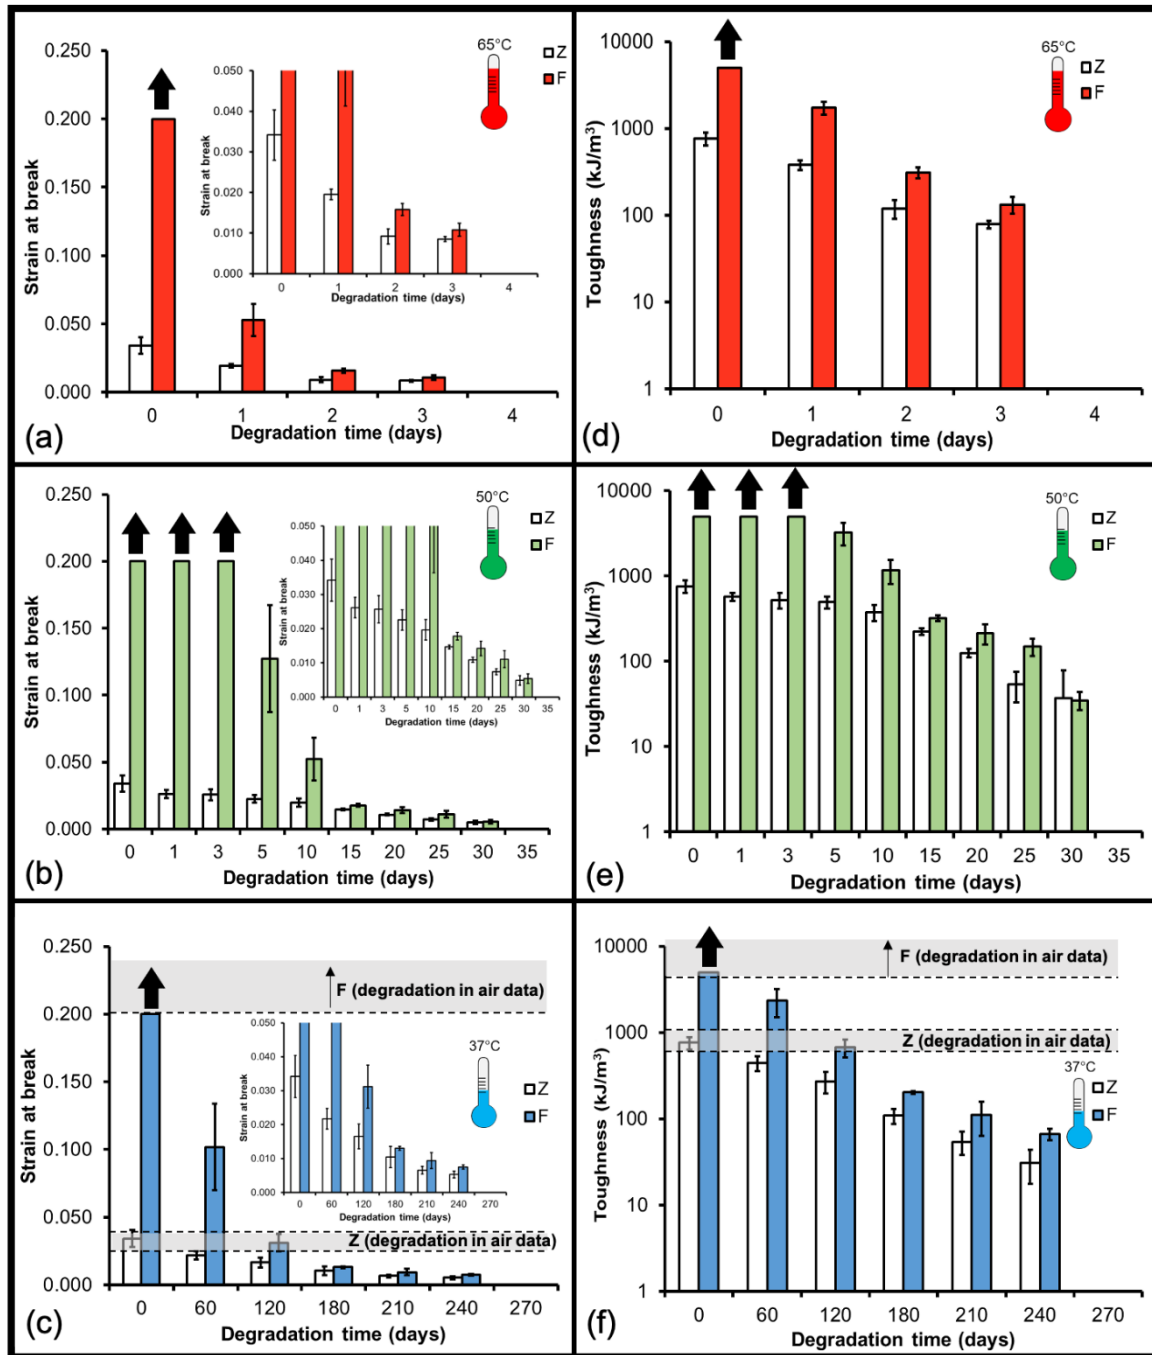 0.250
0.200
0.150
0.100
0.050
0.000
Strain at break
0 1 2 3 4
Degradation time (days)
(a)
0.050
0.040
0.030
0.020
0.010
0.000
Strain at break
0 1 2 3 4
Degradation time (days)
65°C
Z
F
10000
1000
100
10
1
Toughness (kJ/m³)
0 1 2 3 4
Degradation time (days)
(d)
65°C
Z
F
0.250
0.200
0.150
0.100
0.050
0.000
Strain at break
0 1 3 5 10 15 20 25 30 35
Degradation time (days)
(b)
0.050
0.040
0.030
0.020
0.010
0.000
Strain at break
0 1 3 5 10 15 20 25 30 35
Degradation time (days)
50°C
Z
F
10000
1000
100
10
1
Toughness (kJ/m³)
0 1 3 5 10 15 20 25 30 35
Degradation time (days)
(e)
50°C
Z
F
0.250
0.200
0.150
0.100
0.050
0.000
Strain at break
F (degradation in air data)
Z (degradation in air data)
0 60 120 180 210 240 270
Degradation time (days)
(c)
0.050
0.040
0.030
0.020
0.010
0.000
Strain at break
0 60 120 180 210 240 270
Degradation time (days)
37°C
Z
F
10000
1000
100
10
1
Toughness (kJ/m³)
F (degradation in air data)
Z (degradation in air data)
0 60 120 180 210 240 270
Degradation time (days)
(f)
37°C
Z
F